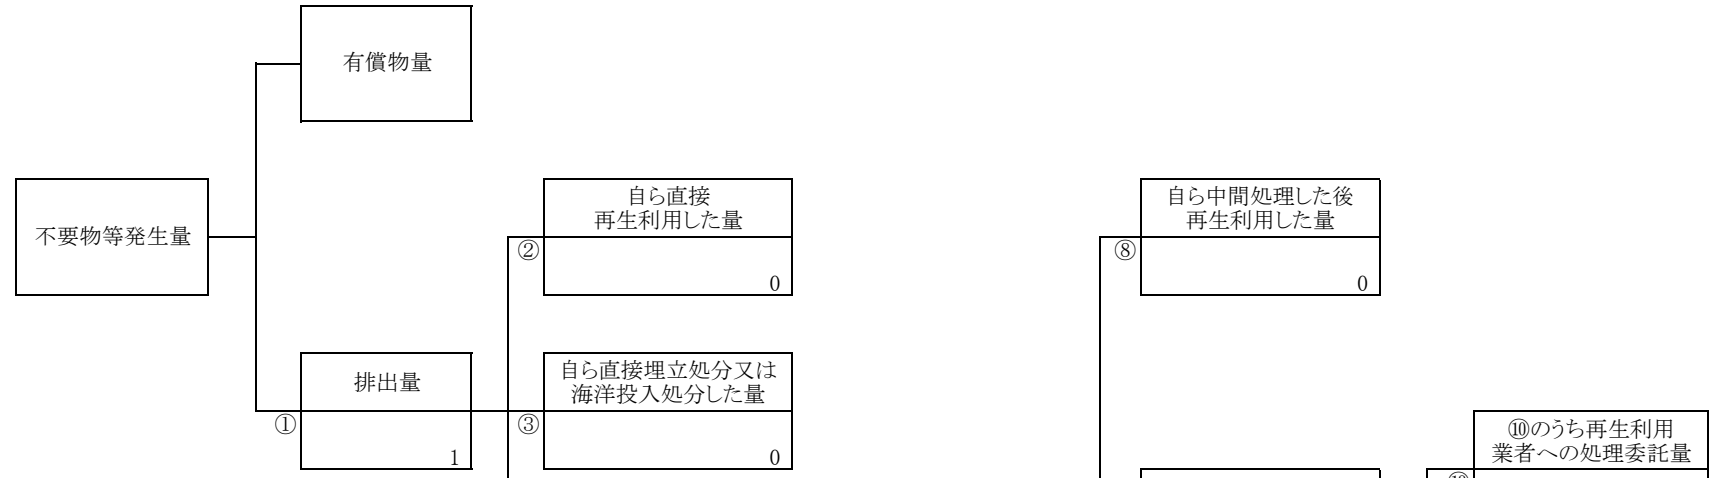 有償物量
不要物等発生量
自ら直接
再生利用した量
②
0
自ら中間処理した後
再生利用した量
⑧
0
排出量
①
1
自ら直接埋立処分又は
海洋投入処分した量
③
0
⑩のうち再生利用
業者への処理委託量